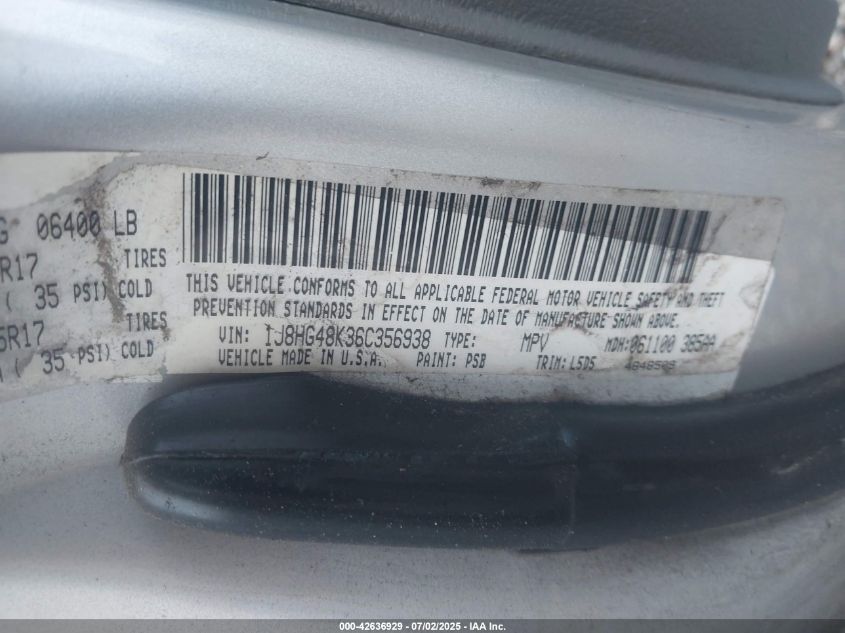 G 06400 LB
R17 TIRES
( 35 PSI) COLD
5R17 TIRES
( 35 PSI) COLD
THIS VEHICLE CONFORMS TO ALL APPLICABLE FEDERAL MOTOR VEHICLE SAFETY AND THEFT
PREVENTION STANDARDS IN EFFECT ON THE DATE OF MANUFACTURE SHOWN ABOVE.
VIN: 1J8HG48K36C356938 TYPE: MPV MDH: 061100 385AA
VEHICLE MADE IN U.S.A. PAINT: PSB TRIM: L5D5
000-42636929 - 07/02/2025 - IAA Inc.